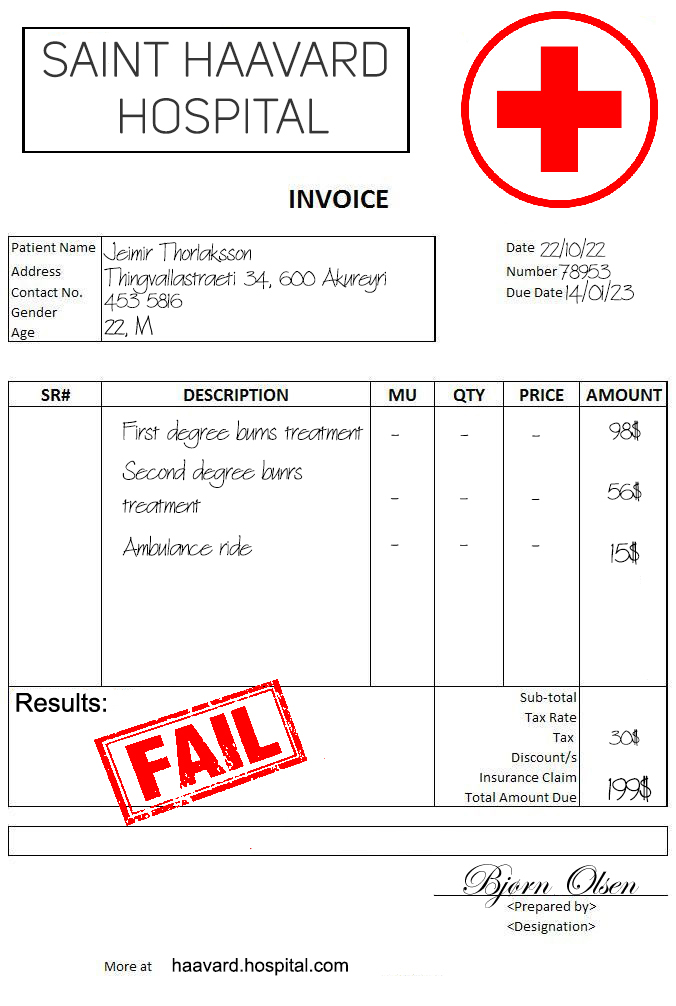 SAINT HAAVARD
HOSPITAL
INVOICE
Patient Name Jeimir Thorlaksson
Address Thingvallastraeti 34, 600 Akureyri
Contact No. 453 5816
Gender
Age 22, M
Date 22/10/22
Number 78953
Due Date 14/01/23
SR# DESCRIPTION MU QTY PRICE AMOUNT
First degree burns treatment - - - 98$
Second degree bunrs
treatment - - - 56$
Ambulance ride - - - 15$
Results:
FAIL
Sub-total
Tax Rate
Tax 30$
Discount/s
Insurance Claim
Total Amount Due 199$
Bjørn Olsen
<Prepared by>
<Designation>
More at haavard.hospital.com